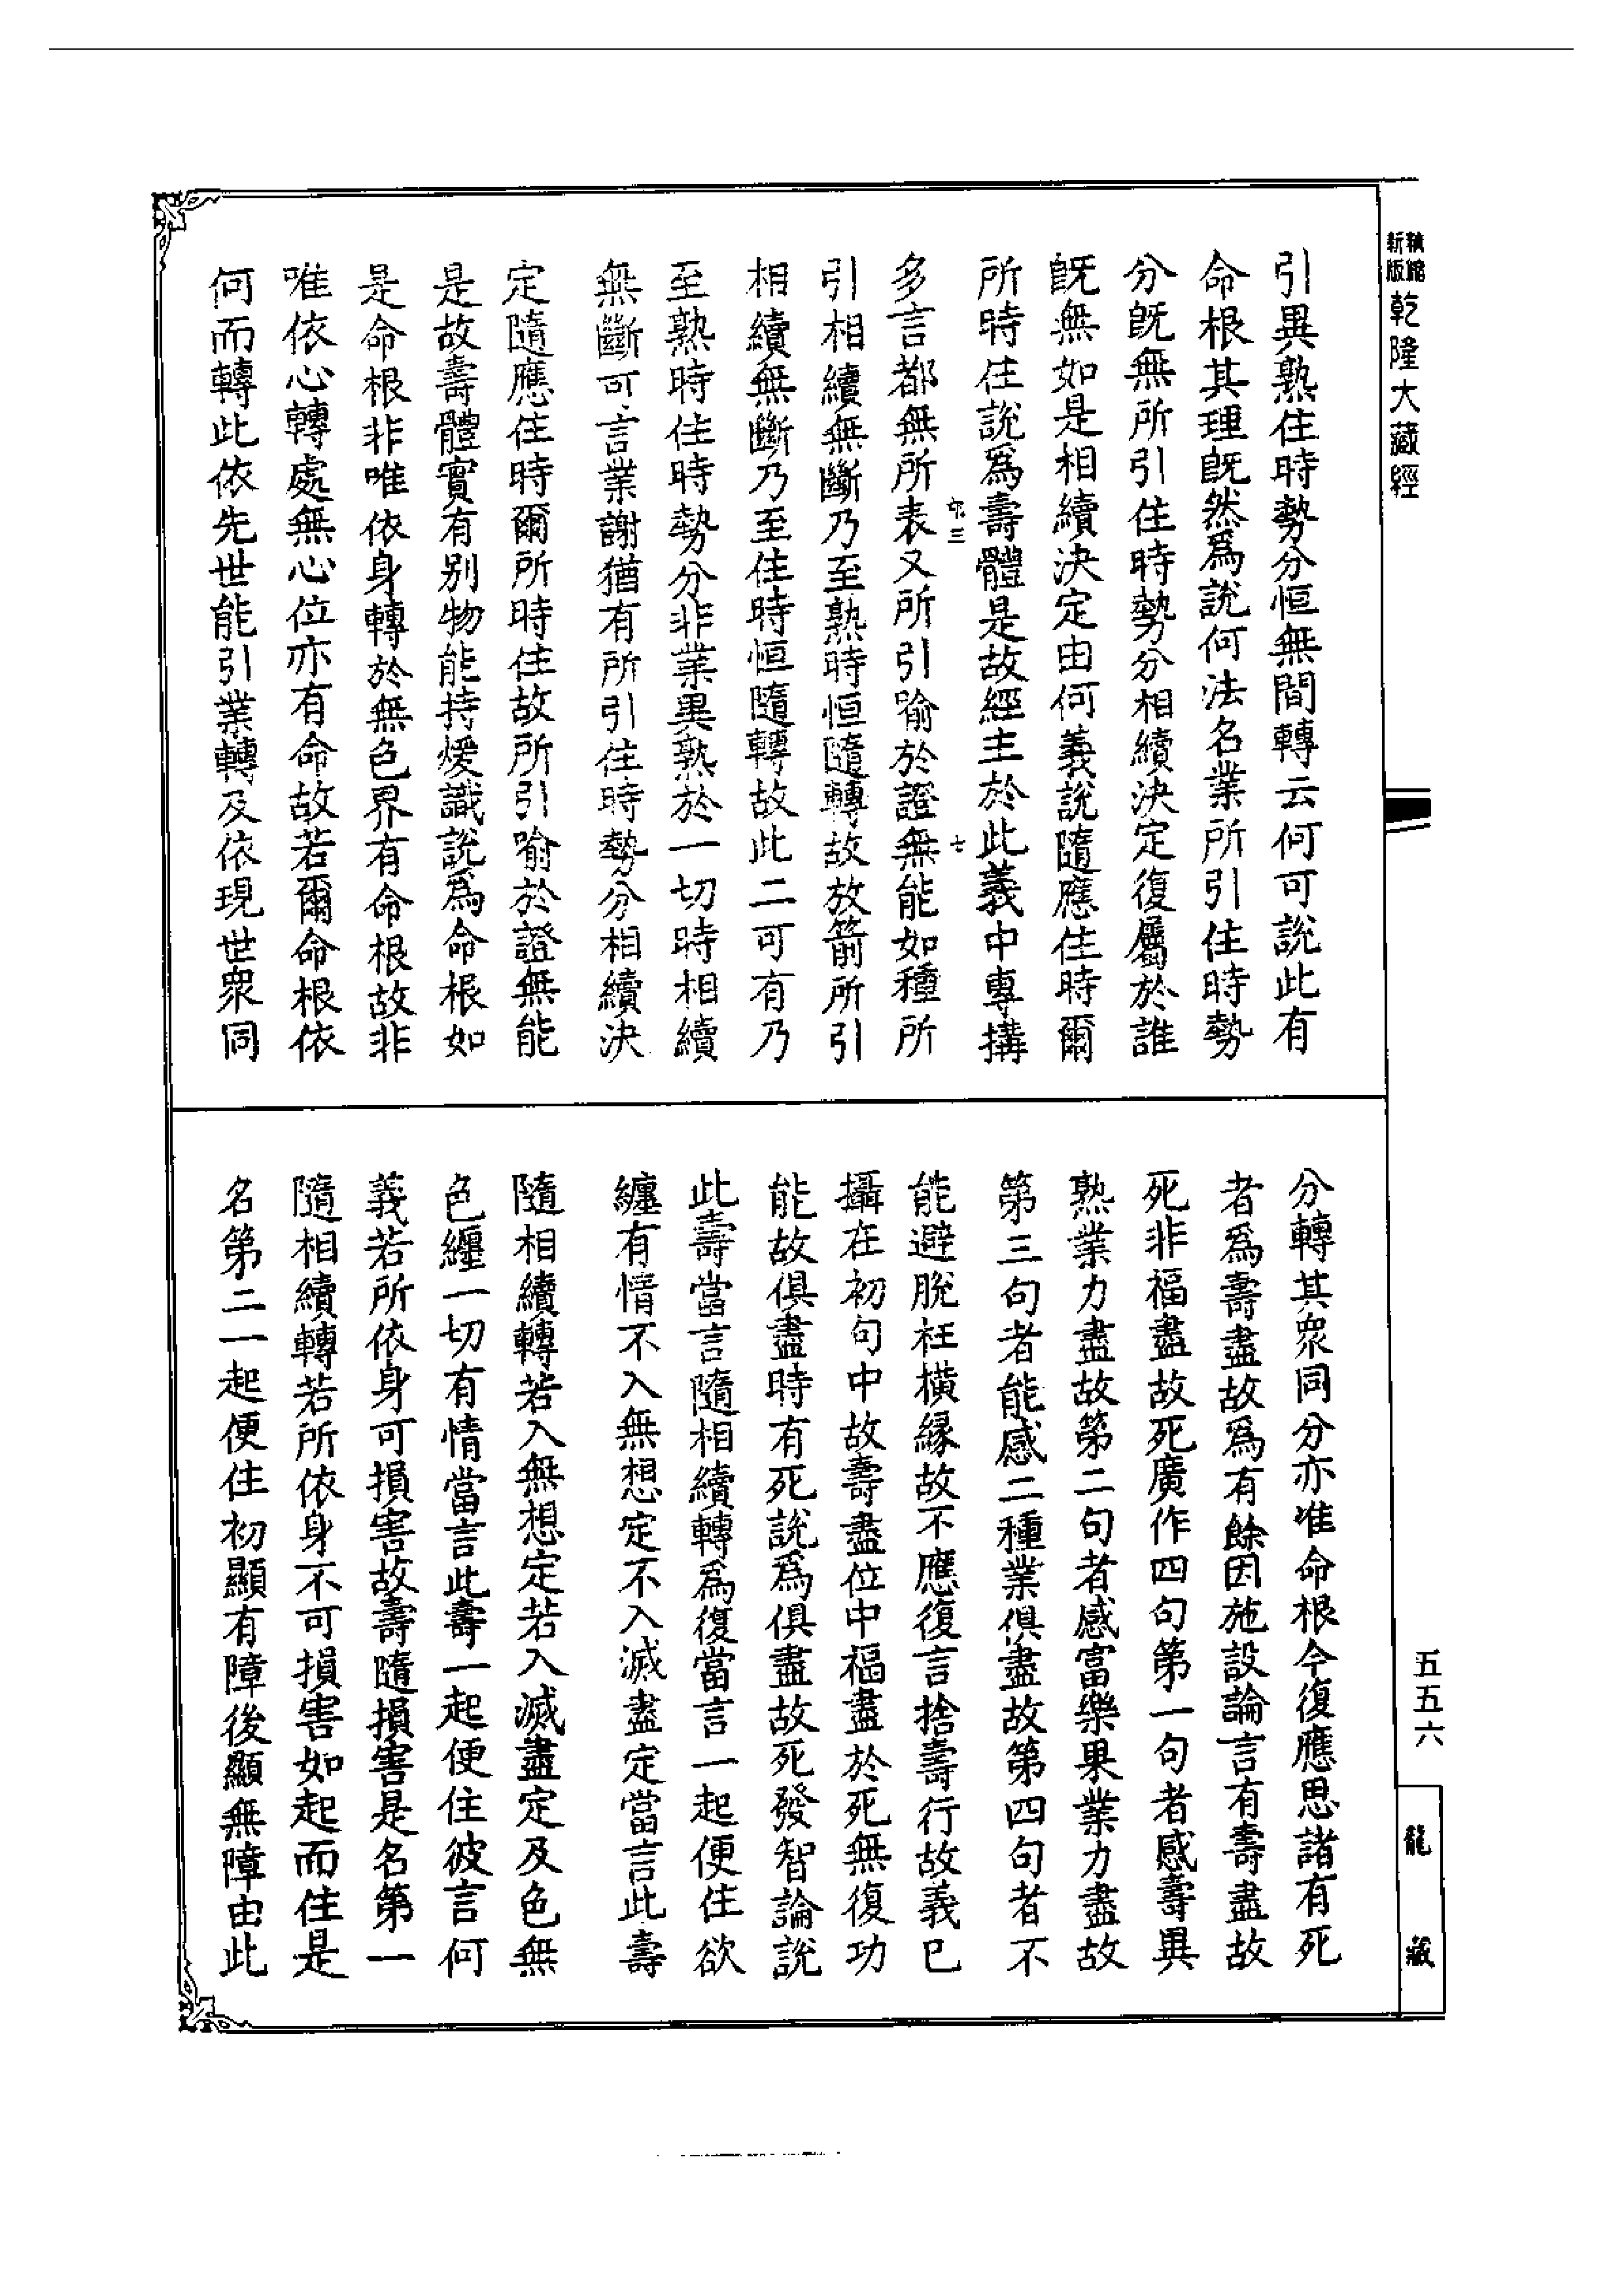 新版
精縮
乾隆大藏經
引異熟住時勢分恒無間轉云何可說此有
命根其理旣然爲說何法名業所引住時勢
分旣無所引住時勢分相續決定復屬於誰
旣無如是相續決定由何義說隨應住時爾
所時住說爲壽體是故經主於此義中專搆
多言都無所表又所引喻於證無能如種所
引相續無斷乃至熟時恒隨轉故放箭所引
相續無斷乃至住時恒隨轉故此二可有乃
至熟時住時勢分非業異熟於一切時相續
無斷可言業謝猶有所引住時勢分相續決
定隨應住時爾所時住故所引喻於證無能
是故壽體實有別物能持煖識說爲命根如
是命根非唯依身轉於無色界有命根故非
唯依心轉處無心位亦有命故若爾命根依
何而轉此依先世能引業轉及依現世衆同
分轉其衆同分亦准命根今復應思諸有死
者爲壽盡故爲有餘因施設論言有壽盡故
死非福盡故死廣作四句第一句者感壽異
熟業力盡故第二句者感富樂果業力盡故
第三句者能感二種業俱盡故第四句者不
能避脫枉橫緣故不應復言捨壽行故義已
攝在初句中故壽盡位中福盡於死無復功
能故俱盡時有死說爲俱盡故死發智論說
此壽當言隨相續轉爲復當言一起便住欲
纏有情不入無想定不入滅盡定當言此壽
隨相續轉若入無想定若入滅盡定及色無
色纏一切有情當言此壽一起便住彼言何
義若所依身可損害故壽隨損害是名第一
隨相續轉若所依身不可損害如起而住是
名第二一起便住初顯有障後顯無障由此
五五六
龍藏